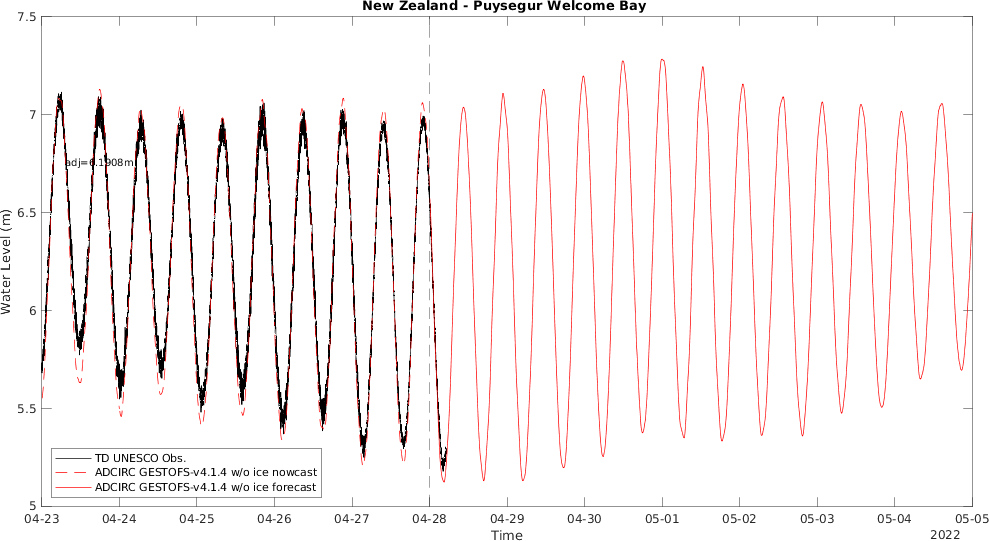 New Zealand - Puysegur Welcome Bay
7.5
7
6.5
6
5.5
5
Water Level (m)
adj=6.1908m
TD UNESCO Obs.
ADCIRC GESTOFS-v4.1.4 w/o ice nowcast
ADCIRC GESTOFS-v4.1.4 w/o ice forecast
04-23 04-24 04-25 04-26 04-27 04-28 04-29 04-30 05-01 05-02 05-03 05-04 05-05
Time
2022